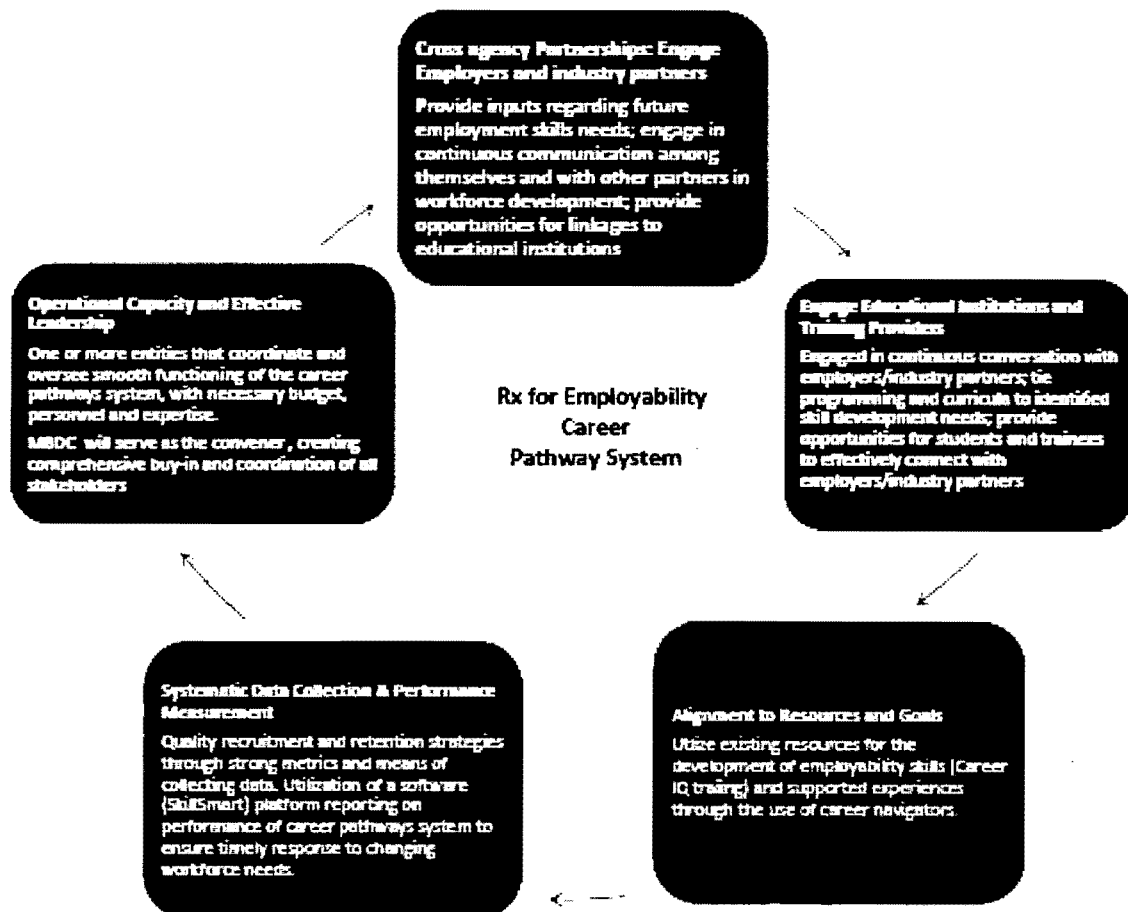 Cross agency Partnerships: Engage
Employers and industry partners
Provide inputs regarding future
employment skills needs; engage in
continuous communication among
themselves and with other partners in
workforce development; provide
opportunities for linkages to
educational institutions
Engage Educational Institutions and
Training Providers
Engaged in continuous conversation with
employers/industry partners; tie
programming and curricula to identified
skill development needs; provide
opportunities for students and trainees
to effectively connect with
employers/industry partners
Alignment to Resources and Goals
Utilize existing resources for the
development of employability skills (Career
IQ training) and supported experiences
through the use of career navigators.
Systematic Data Collection & Performance
Measurement
Quality recruitment and retention strategies
through strong metrics and means of
collecting data. Utilization of a software
(SkillSmart) platform reporting on
performance of career pathways system to
ensure timely response to changing
workforce needs.
Operational Capacity and Effective
Leadership
One or more entities that coordinate and
oversee smooth functioning of the career
pathways system, with necessary budget,
personnel and expertise.
MBDC will serve as the convener , creating
comprehensive buy-in and coordination of all
stakeholders
Rx for Employability
Career
Pathway System